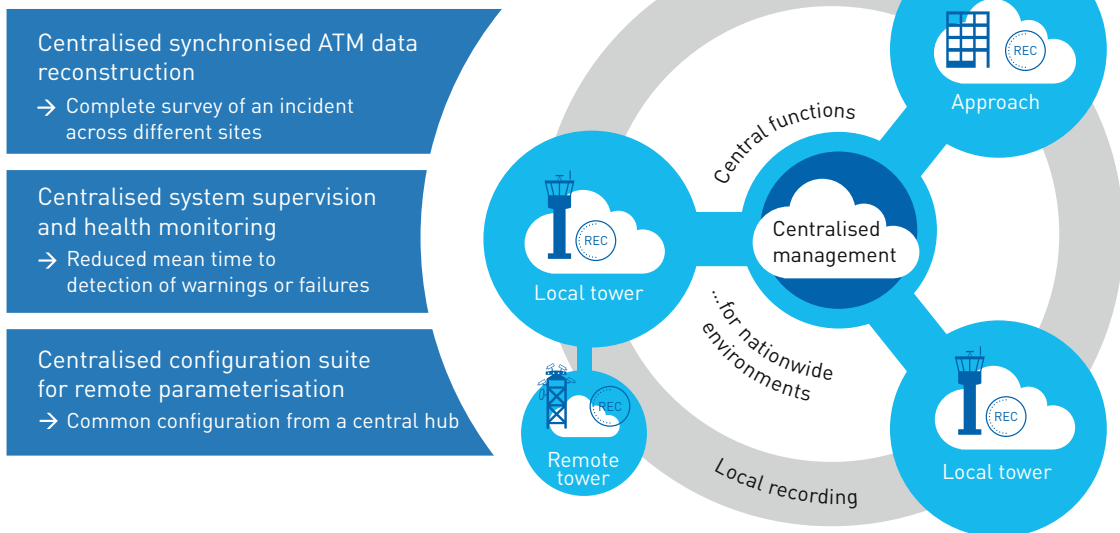 Centralised synchronised ATM data
reconstruction
→ Complete survey of an incident
across different sites
Centralised system supervision
and health monitoring
→ Reduced mean time to
detection of warnings or failures
Centralised configuration suite
for remote parameterisation
→ Common configuration from a central hub
REC
Approach
Central functions
Centralised
management
REC
Local tower
...for nationwide
environments
REC
Remote
tower
REC
Local tower
Local recording